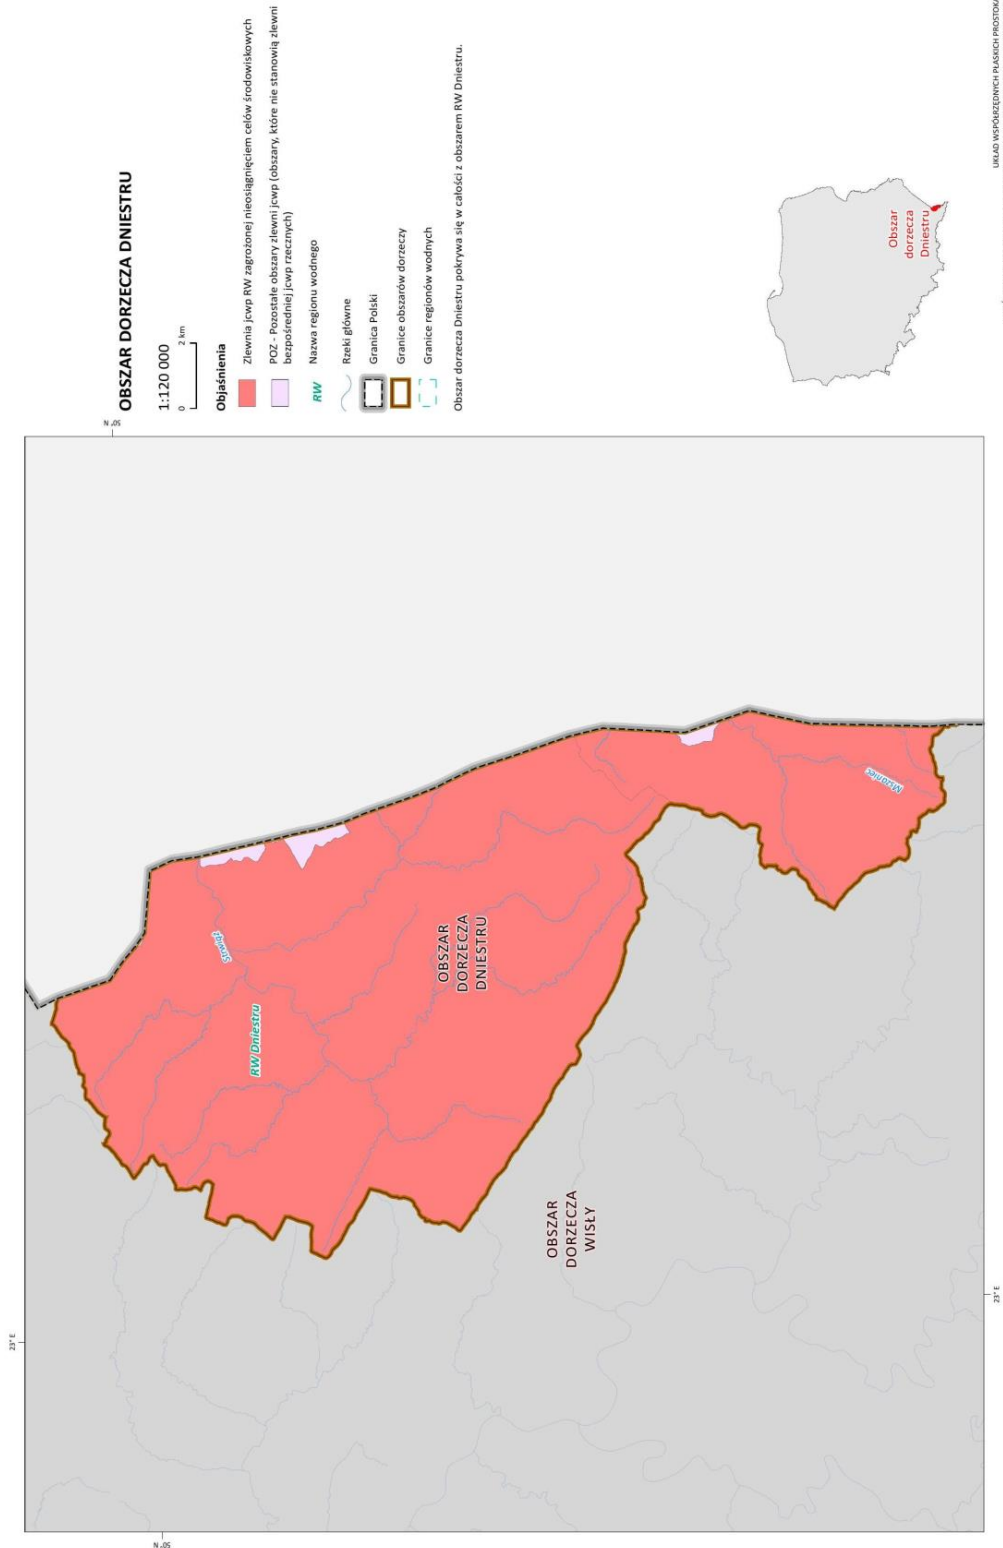 OBSZAR DORZECZA DNIESTRU
1:120 000
0
2 km
Objaśnienia
Zlewnia jcwp RW zagrożonej nieosiągnięciem celów środowiskowych
POZ - Pozostałe obszary zlewni jcwp (obszary, które nie stanowią zlewni
bezpośredniej jcwp rzecznych)
RW
Nazwa regionu wodnego
Rzeki główne
Granica Polski
Granice obszarów dorzeczy
Granice regionów wodnych
Obszar dorzecza Dniestru pokrywa się w całości z obszarem RW Dniestru.
Obszar
dorzecza
Dniestru
UKŁAD WSPÓŁRZĘDNYCH PŁASKICH
23° E
50° N
50° N
23° E
Strwiąż
RW Dniestru
OBSZAR
DORZECZA
DNIESTRU
Mszaniec
OBSZAR
DORZECZA
WISŁY